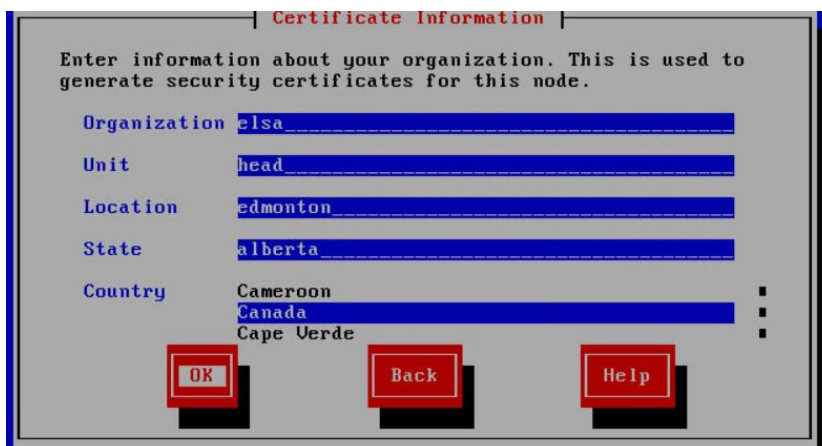 Certificate Information
Enter information about your organization. This is used to
generate security certificates for this node.
Organization elsa
Unit head
Location edmonton
State alberta
Country Cameroon
Canada
Cape Verde
OK Back Help